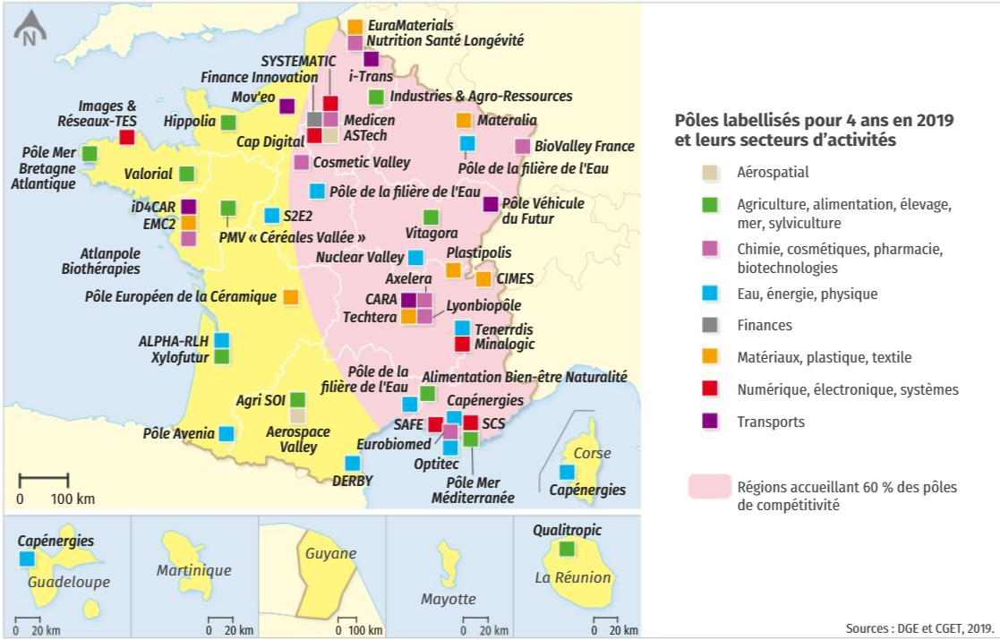 N
EuraMaterials
Nutrition Santé Longévité
SYSTEMATIC
i-Trans
Finance Innovation
Mov'eo
Industries & Agro-Ressources
Images &
Réseaux-TES
Hippolia
Medicen
Materalia
Cap Digital
ASTech
BioValley France
Pôle Mer
Bretagne
Atlantique
Cosmetic Valley
Pôle de la filière de l'Eau
Valorial
Pôle de la filière de l'Eau
iD4CAR
EMC2
S2E2
Pôle Véhicule
du Futur
PMV « Céréales Vallée »
Vitagora
Atlanpole
Biothérapies
Nuclear Valley
Plastipolis
Axelera
CIMES
Pôle Européen de la Céramique
CARA
Lyonbiopôle
Techtera
Tenerrdis
Minalogic
ALPHA-RLH
Xylofutur
Pôle de la
filière de l'Eau
Alimentation Bien-être Naturalité
Agri SOI
Capénergies
SAFE
SCS
Pôle Avenia
Aerospace
Valley
Eurobiomed
Optitec
DERBY
Pôle Mer
Méditerranée
Corse
Capénergies
0 100 km
Capénergies
Guadeloupe
0 20 km
Martinique
0 20 km
Guyane
0 100 km
Mayotte
0 20 km
Qualitropic
La Réunion
0 20 km
Pôles labellisés pour 4 ans en 2019
et leurs secteurs d'activités
Aérospatial
Agriculture, alimentation, élevage,
mer, sylviculture
Chimie, cosmétiques, pharmacie,
biotechnologies
Eau, énergie, physique
Finances
Matériaux, plastique, textile
Numérique, électronique, systèmes
Transports
Régions accueillant 60 % des pôles
de compétitivité
Sources : DGE et CGET, 2019.